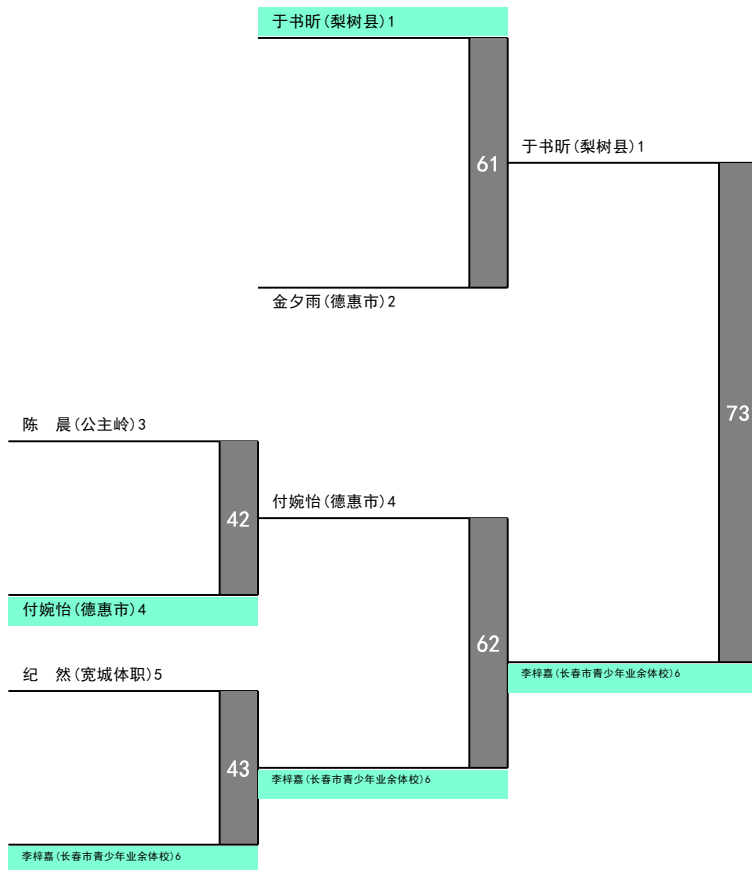 于书昕(梨树县)1
61
于书昕(梨树县)1
金夕雨(德惠市)2
73
陈　晨(公主岭)3
42
付婉怡(德惠市)4
付婉怡(德惠市)4
62
纪　然(宽城体职)5
李梓嘉(长春市青少年业余体校)6
43
李梓嘉(长春市青少年业余体校)6
李梓嘉(长春市青少年业余体校)6